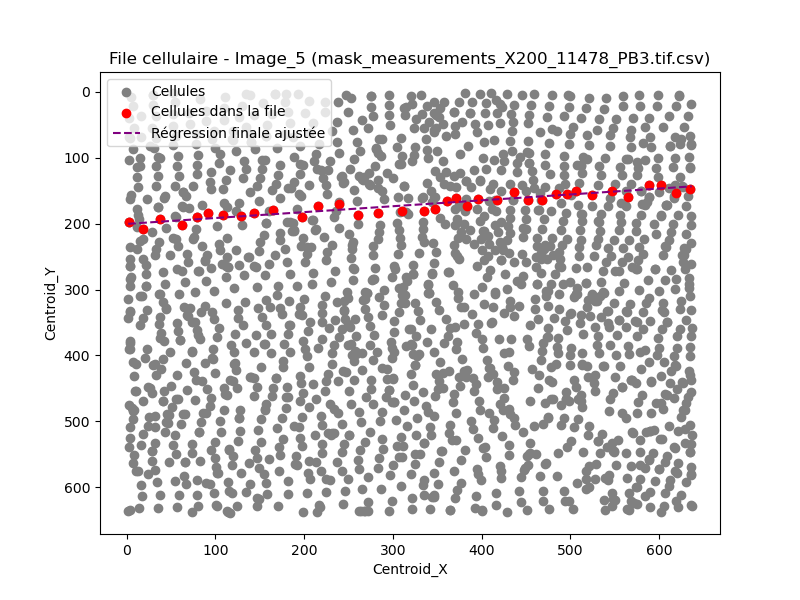 File cellulaire - Image_5 (mask_measurements_X200_11478_PB3.tif.csv)
Cellules
Cellules dans la file
Régression finale ajustée
0
100
200
300
400
500
600
Centroid_Y
0 100 200 300 400 500 600
Centroid_X